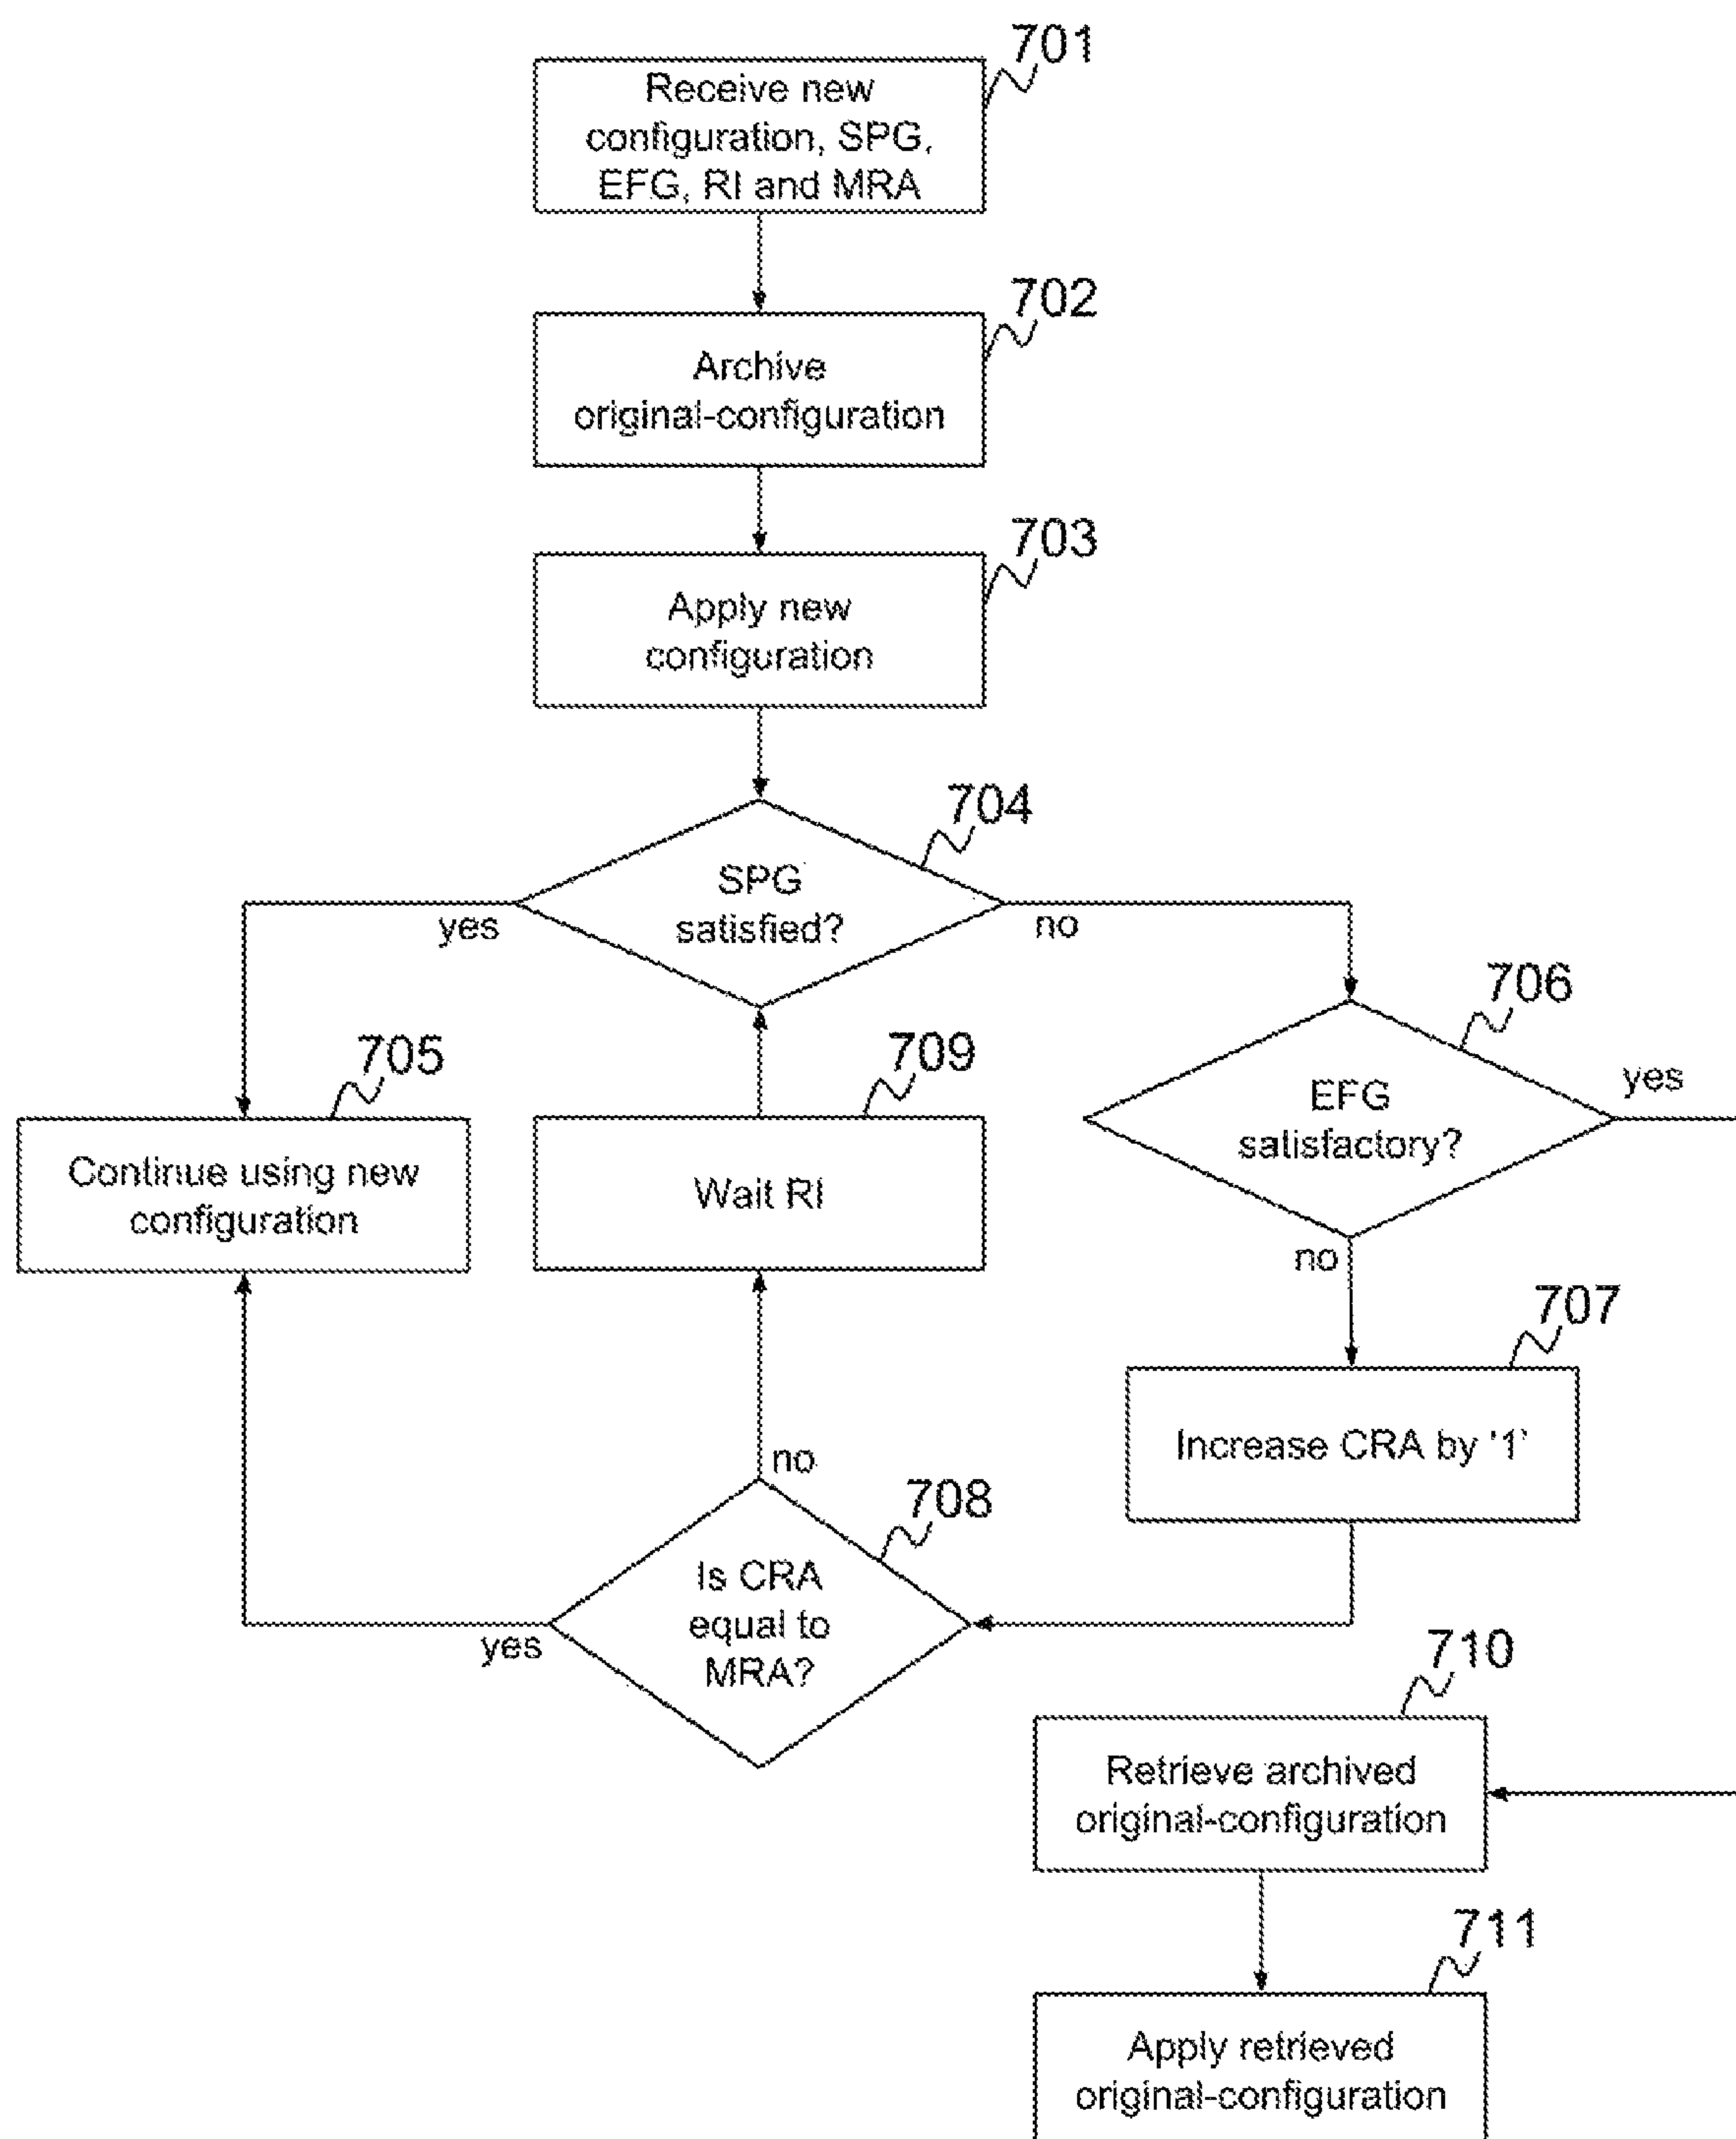 701
Receive new
configuration, SPG,
EFG, RI and MRA
702
Archive
original-configuration
703
Apply new
configuration
704
SPG
satisfied?
yes
no
706
EFG
satisfactory?
yes
no
705
Continue using new
configuration
709
Wait RI
707
Increase CRA by '1'
no
708
Is CRA
equal to
MRA?
yes
710
Retrieve archived
original-configuration
711
Apply retrieved
original-configuration